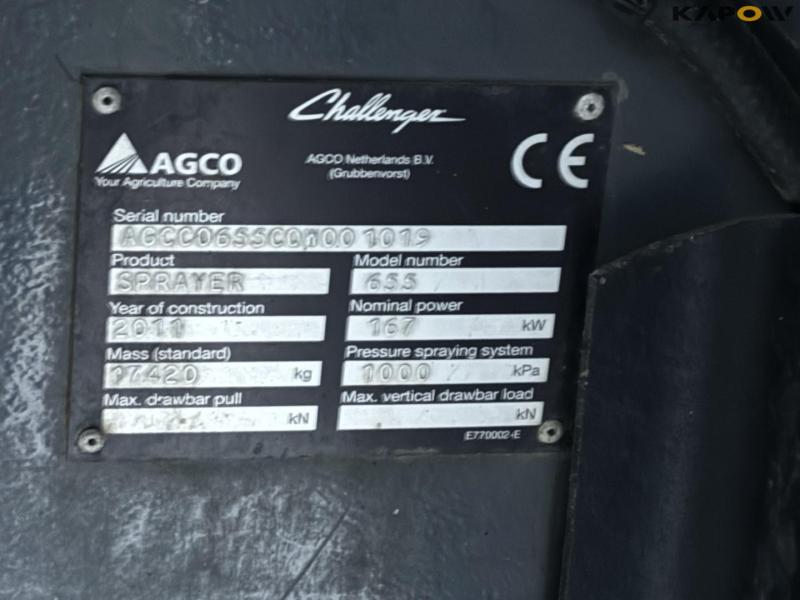 KAPOW
Challenger
AGCO
Your Agriculture Company
AGCO Netherlands B.V.
(Grubbenvorst)
CE
Serial number
Product
SPRAYER
Model number
655
Year of construction
2011
Nominal power
167 kW
Mass (standard)
17420 kg
Pressure spraying system
1000 kPa
Max. drawbar pull
kN
Max. vertical drawbar load
kN
E770002-E